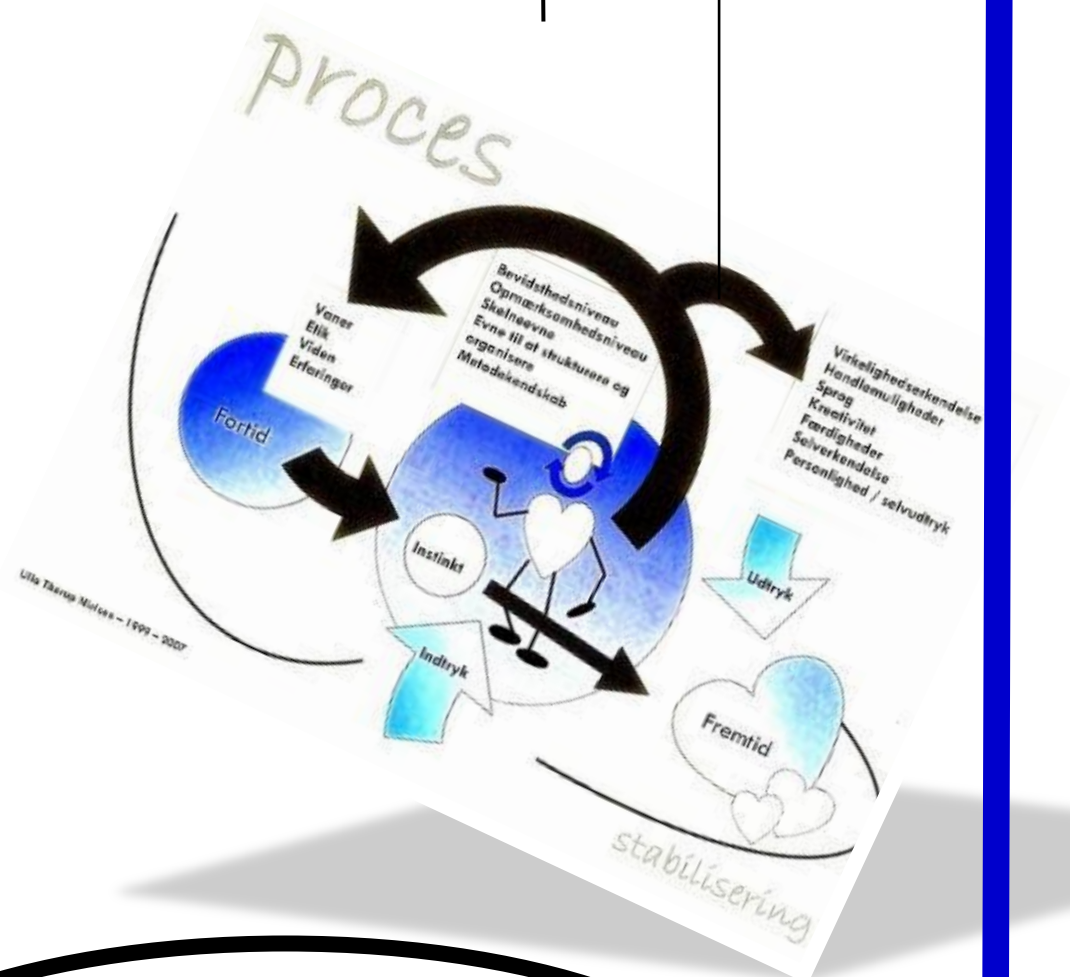 proces
Bevidsthedsniveau
Opmærksomhedsniveau
Skelneevne
Evne til at strukturere og
organisere
Metodekendskab
Vaner
Etik
Viden
Erfaringer
Fortid
Virkelighedserkendelse
Handlemuligheder
Sprog
Kreativitet
Færdigheder
Selverkendelse
Personlighed / selvudtryk
Instinkt
Udtryk
Indtryk
Fremtid
Ulla Nielsen – 1999 – 2007
stabilisering